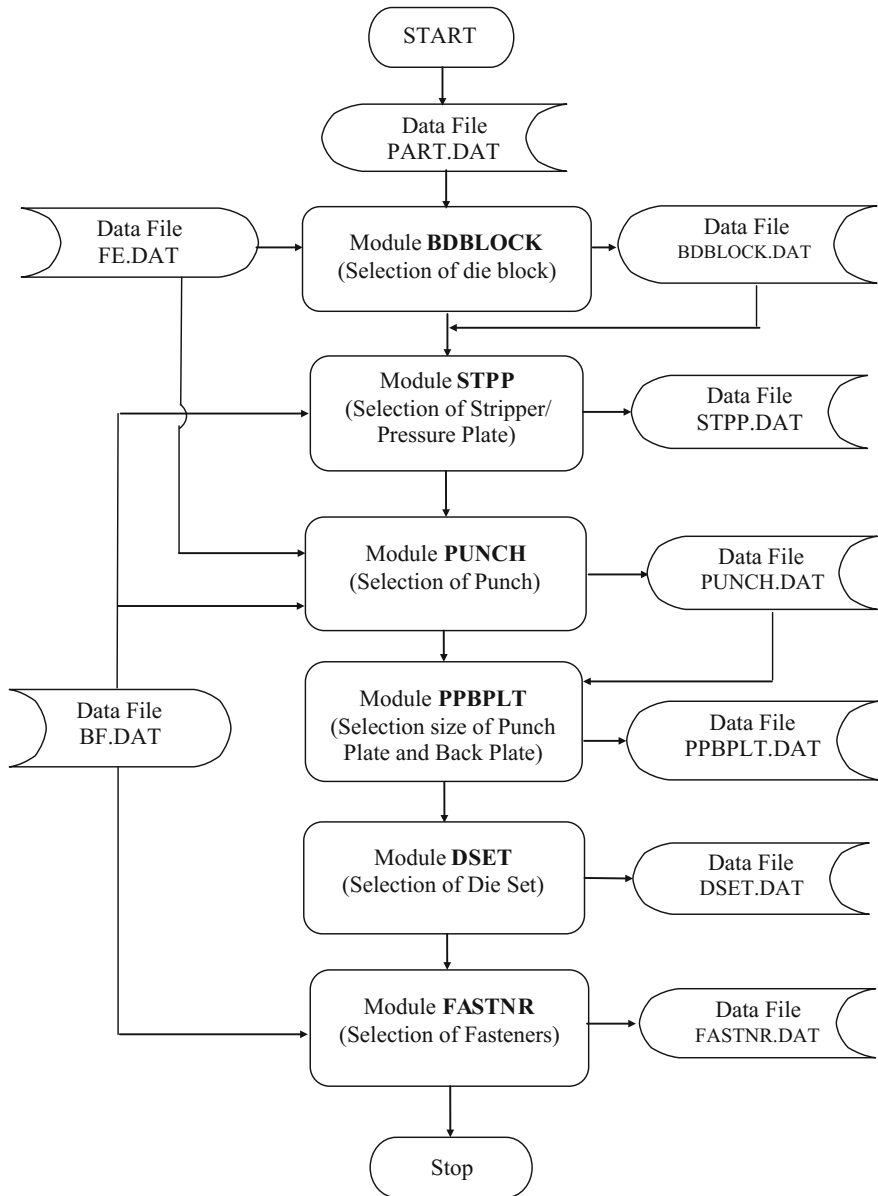 START
Data File
PART.DAT
Data File
FE.DAT
Module BDBLOCK
(Selection of die block)
Data File
BDBLOCK.DAT
Module STPP
(Selection of Stripper/
Pressure Plate)
Data File
STPP.DAT
Module PUNCH
(Selection of Punch)
Data File
PUNCH.DAT
Data File
BF.DAT
Module PPBPLT
(Selection size of Punch
Plate and Back Plate)
Data File
PPBPLT.DAT
Module DSET
(Selection of Die Set)
Data File
DSET.DAT
Module FASTNR
(Selection of Fasteners)
Data File
FASTNR.DAT
Stop